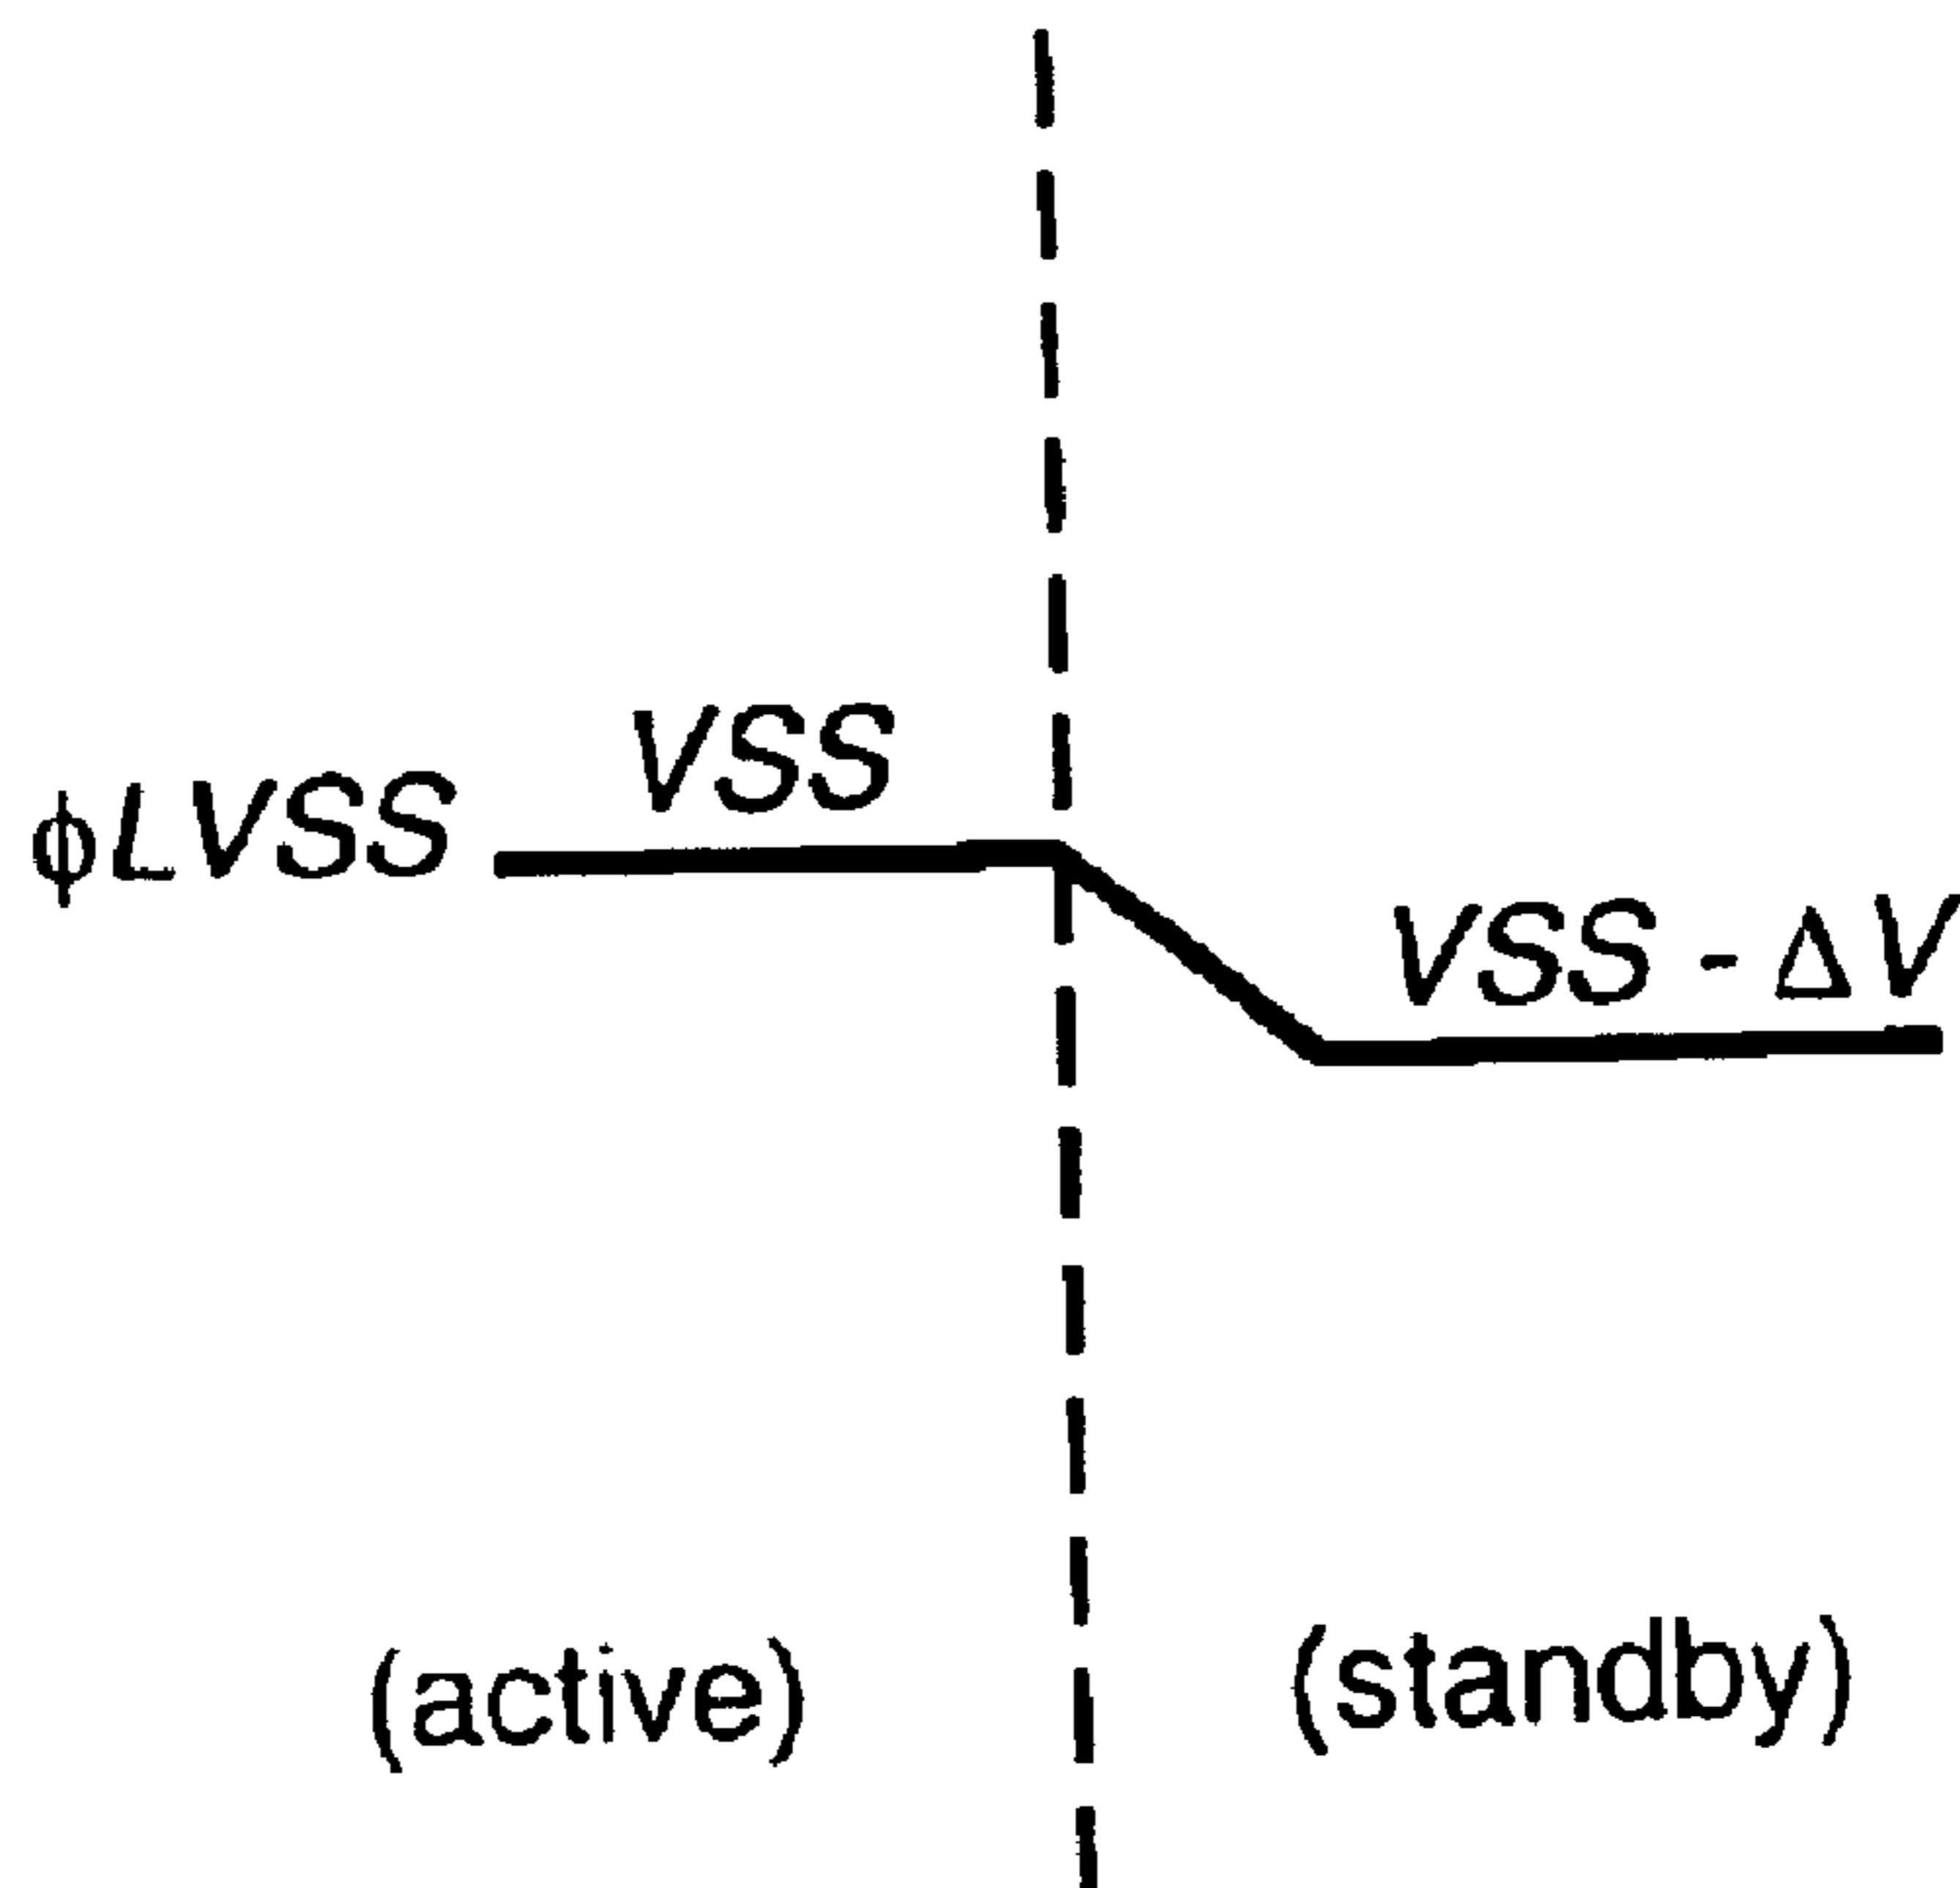 VSS
ϕLVSS
VSS - ΔV
(active)
(standby)